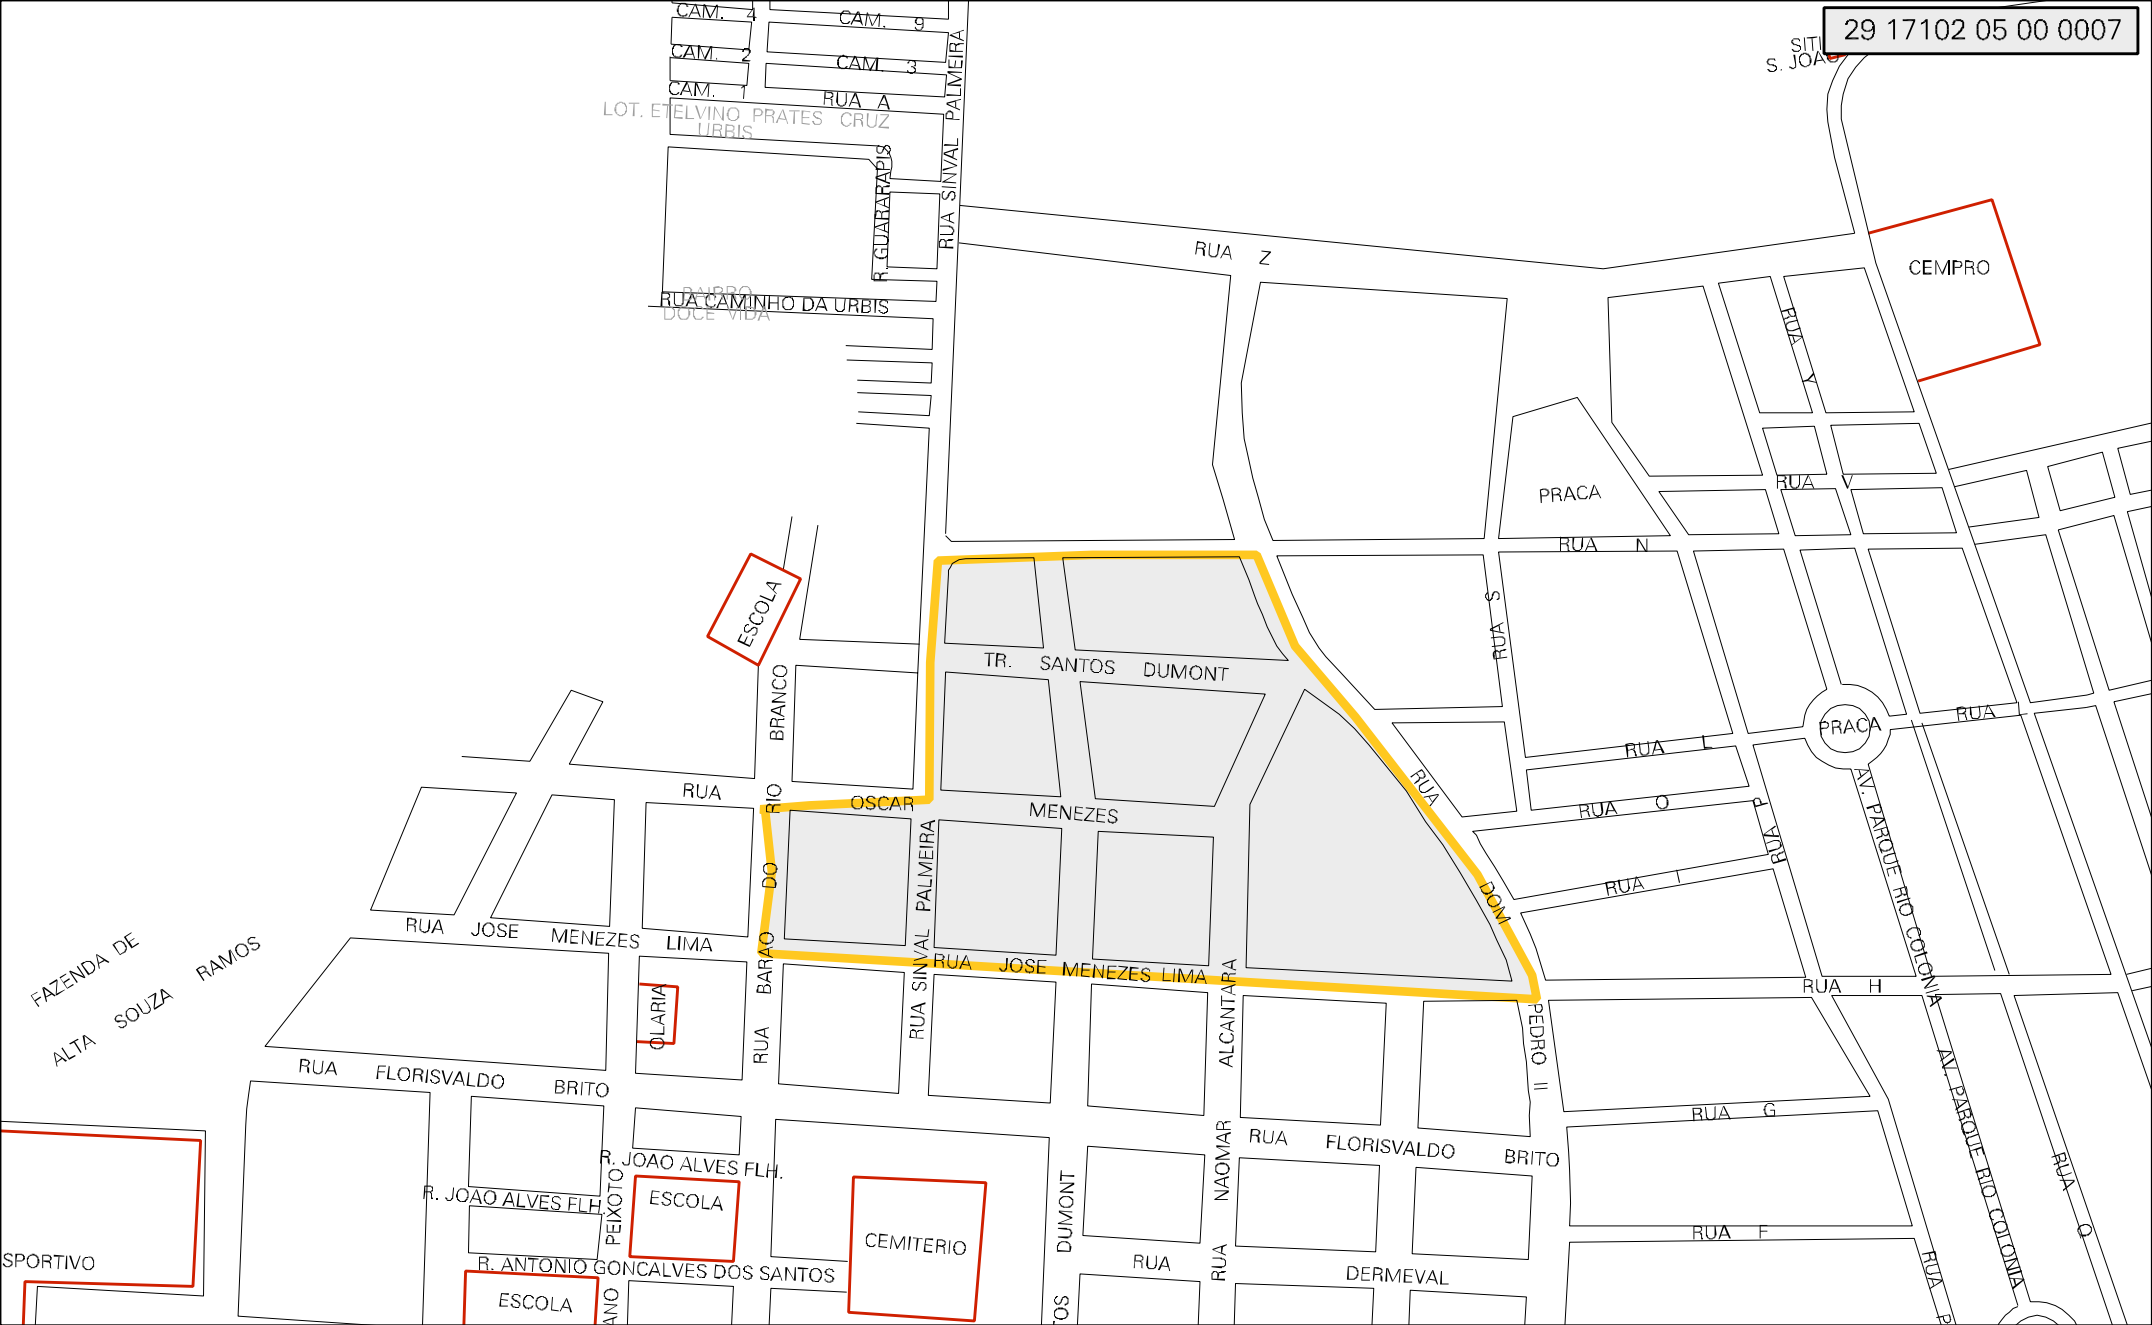 CAM. 4
CAM. 9
29 17102 05 00 0007
CAM. 2
CAM. 3
S. JOAO
CAM. 1
RUA A
LOT. ETELVINO PRATES CRUZ
URBIS
RUA SINVAL PALMEIRA
R. GUARARAPIS
RUA Z
CEMPRO
BAIRRO
DOCE VIDA
RUA CAMINHO DA URBIS
RUA Y
RUA V
PRACA
RUA N
ESCOLA
RUA S
TR. SANTOS DUMONT
RUA BARAO DO RIO BRANCO
RUA OSCAR MENEZES
RUA SINVAL PALMEIRA
PRACA
RUA I
RUA L
RUA O
RUA P
RUA I
RUA DOM PEDRO II
AV. PARQUE RIO COLONIA
RUA JOSE MENEZES LIMA
RUA JOSE MENEZES LIMA
FAZENDA DE
ALTA SOUZA RAMOS
OLARIA
RUA H
RUA NAOMAR ALCANTARA
RUA FLORISVALDO BRITO
RUA FLORISVALDO BRITO
AV. PARQUE RIO COLONIA
RUA G
R. JOAO ALVES FLH.
R. JOAO ALVES FLH.
ESCOLA
PEIXOTO
CEMITERIO
DUMONT
RUA DERMEVAL
RUA F
RUA Q
RUA P
SPORTIVO
R. ANTONIO GONCALVES DOS SANTOS
ESCOLA